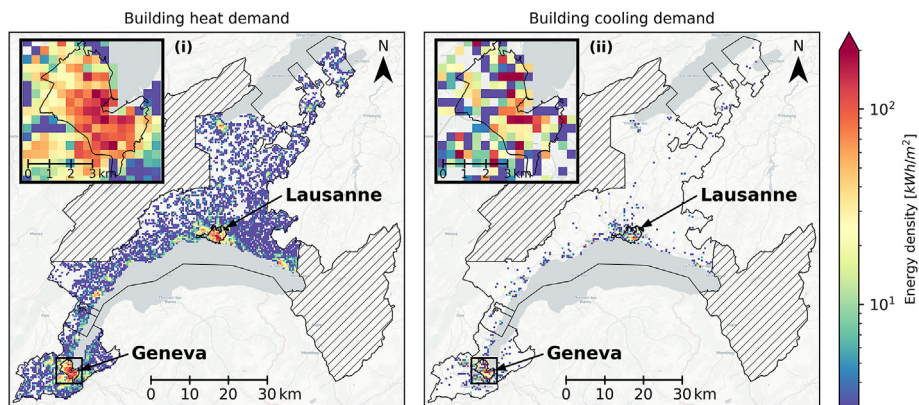 Building heat demand
(i)
N
0 1 2 3 km
Lausanne
Geneva
0 10 20 30 km
Building cooling demand
(ii)
N
0 1 2 3 km
Lausanne
Geneva
0 10 20 30 km
10²
10¹
Energy density [kWh/m²]